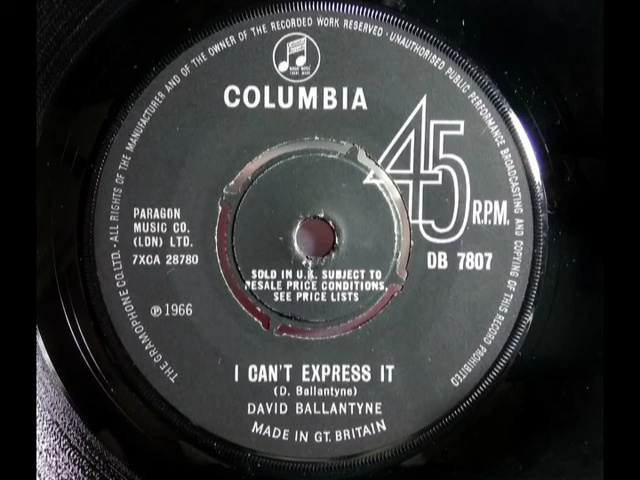 THE GRAMOPHONE CO. LTD. · ALL RIGHTS OF THE MANUFACTURER AND OF THE OWNER OF THE RECORDED WORK RESERVED · UNAUTHORISED PUBLIC PERFORMANCE BROADCASTING AND COPYING OF THIS RECORD PROHIBITED
COLUMBIA
45
R.P.M.
PARAGON
MUSIC CO.
(LDN) LTD.
7XCA 28780
DB 7807
SOLD IN U.K. SUBJECT TO
RESALE PRICE CONDITIONS,
SEE PRICE LISTS
℗ 1966
I CAN'T EXPRESS IT
(D. Ballantyne)
DAVID BALLANTYNE
MADE IN GT. BRITAIN